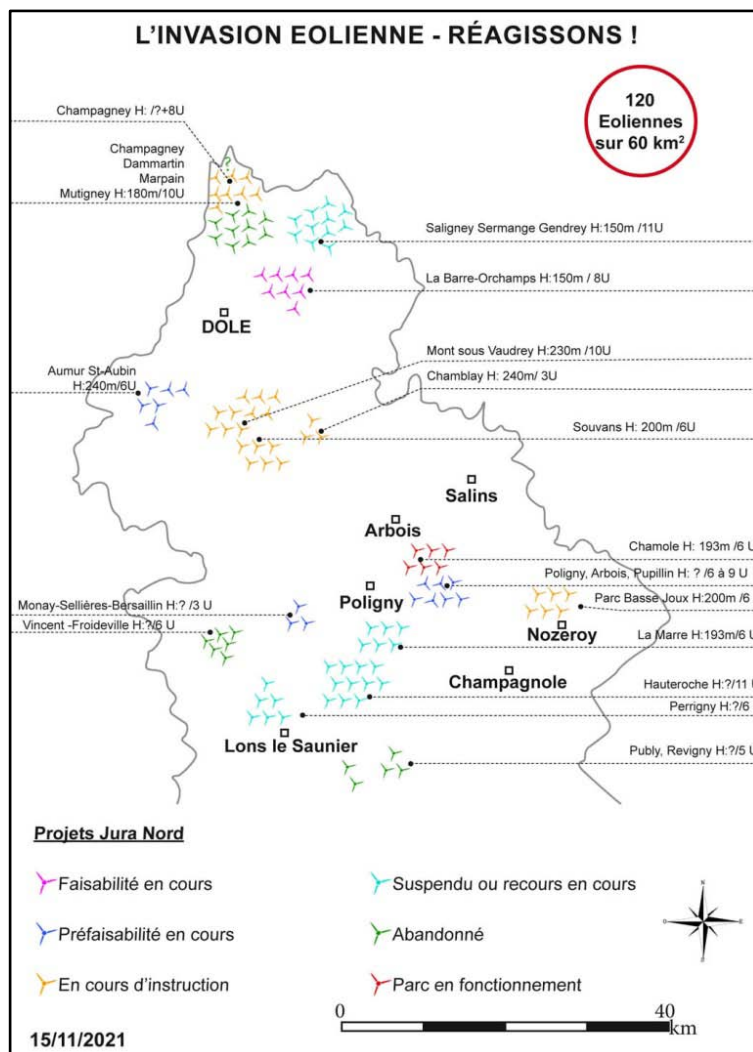 L'INVASION EOLIENNE - RÉAGISSONS !
120
Eoliennes
sur 60 km²
Champagney H: /?+8U
Champagney
Dammartin
Marpain
Mutigney H:180m/10U
?
Saligney Sermange Gendrey H:150m /11U
La Barre-Orchamps H:150m / 8U
DOLE
Mont sous Vaudrey H:230m /10U
Aumur St-Aubin
H:240m/6U
Chamblay H: 240m/ 3U
Souvans H: 200m /6U
Salins
Arbois
Chamole H: 193m /6 U
Poligny, Arbois, Pupillin H: ? /6 à 9 U
Poligny
Parc Basse Joux H:200m /6
Monay-Sellières-Bersaillin H:? /3 U
Vincent -Froideville H:?/6 U
Nozeroy
La Marre H:193m/6 U
Champagnole
Hauteroche H:?/11 U
Perrigny H:?/6
Lons le Saunier
Publy, Revigny H:?/5 U
Projets Jura Nord
Faisabilité en cours
Suspendu ou recours en cours
Préfaisabilité en cours
Abandonné
En cours d'instruction
Parc en fonctionnement
N
O
E
S
0
40
km
15/11/2021